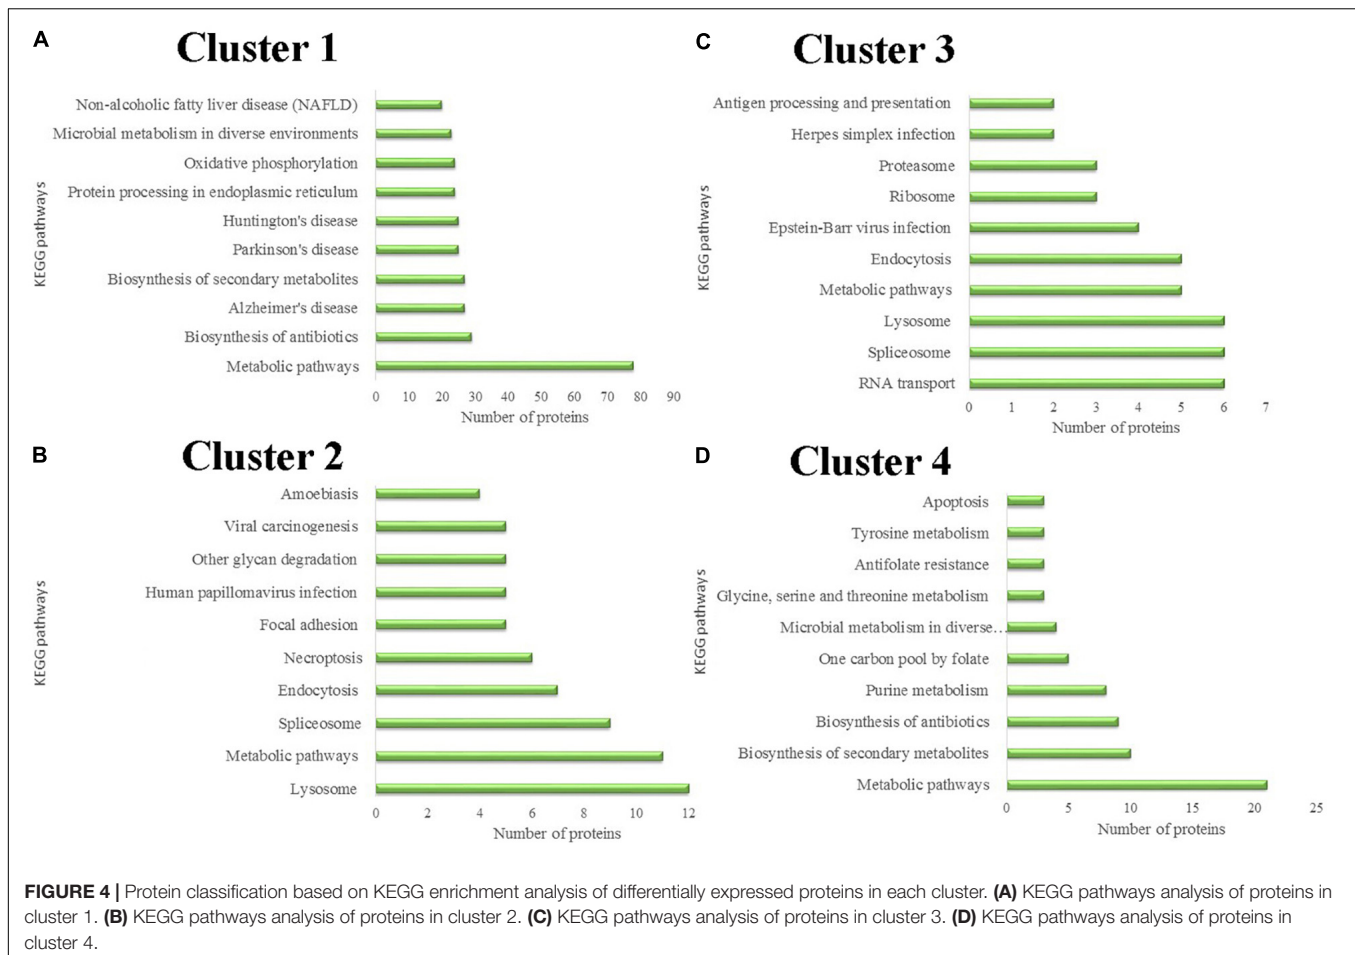 A
Cluster 1
Non-alcoholic fatty liver disease (NAFLD)
Microbial metabolism in diverse environments
Oxidative phosphorylation
Protein processing in endoplasmic reticulum
Huntington's disease
Parkinson's disease
Biosynthesis of secondary metabolites
Alzheimer's disease
Biosynthesis of antibiotics
Metabolic pathways
KEGG pathways
0 10 20 30 40 50 60 70 80 90
Number of proteins
B
Cluster 2
Amoebiasis
Viral carcinogenesis
Other glycan degradation
Human papillomavirus infection
Focal adhesion
Necroptosis
Endocytosis
Spliceosome
Metabolic pathways
Lysosome
KEGG pathways
0 2 4 6 8 10 12
Number of proteins
C
Cluster 3
Antigen processing and presentation
Herpes simplex infection
Proteasome
Ribosome
Epstein-Barr virus infection
Endocytosis
Metabolic pathways
Lysosome
Spliceosome
RNA transport
KEGG pathways
0 1 2 3 4 5 6 7
Number of proteins
D
Cluster 4
Apoptosis
Tyrosine metabolism
Antifolate resistance
Glycine, serine and threonine metabolism
Microbial metabolism in diverse…
One carbon pool by folate
Purine metabolism
Biosynthesis of antibiotics
Biosynthesis of secondary metabolites
Metabolic pathways
KEGG pathways
0 5 10 15 20 25
Number of proteins
FIGURE 4 | Protein classification based on KEGG enrichment analysis of differentially expressed proteins in each cluster. (A) KEGG pathways analysis of proteins in
cluster 1. (B) KEGG pathways analysis of proteins in cluster 2. (C) KEGG pathways analysis of proteins in cluster 3. (D) KEGG pathways analysis of proteins in
cluster 4.